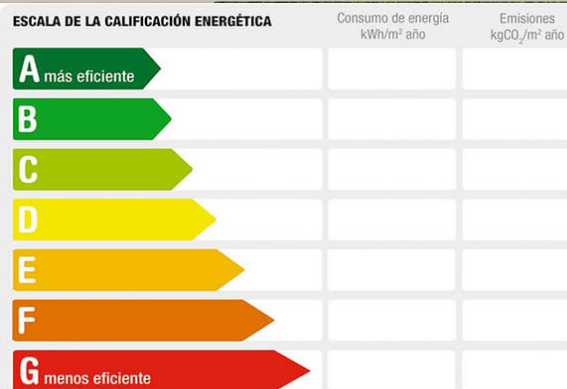 ESCALA DE LA CALIFICACIÓN ENERGÉTICA
Consumo de energía
kWh/m² año
Emisiones
kgCO₂/m² año
A más eficiente
B
C
D
E
F
G menos eficiente